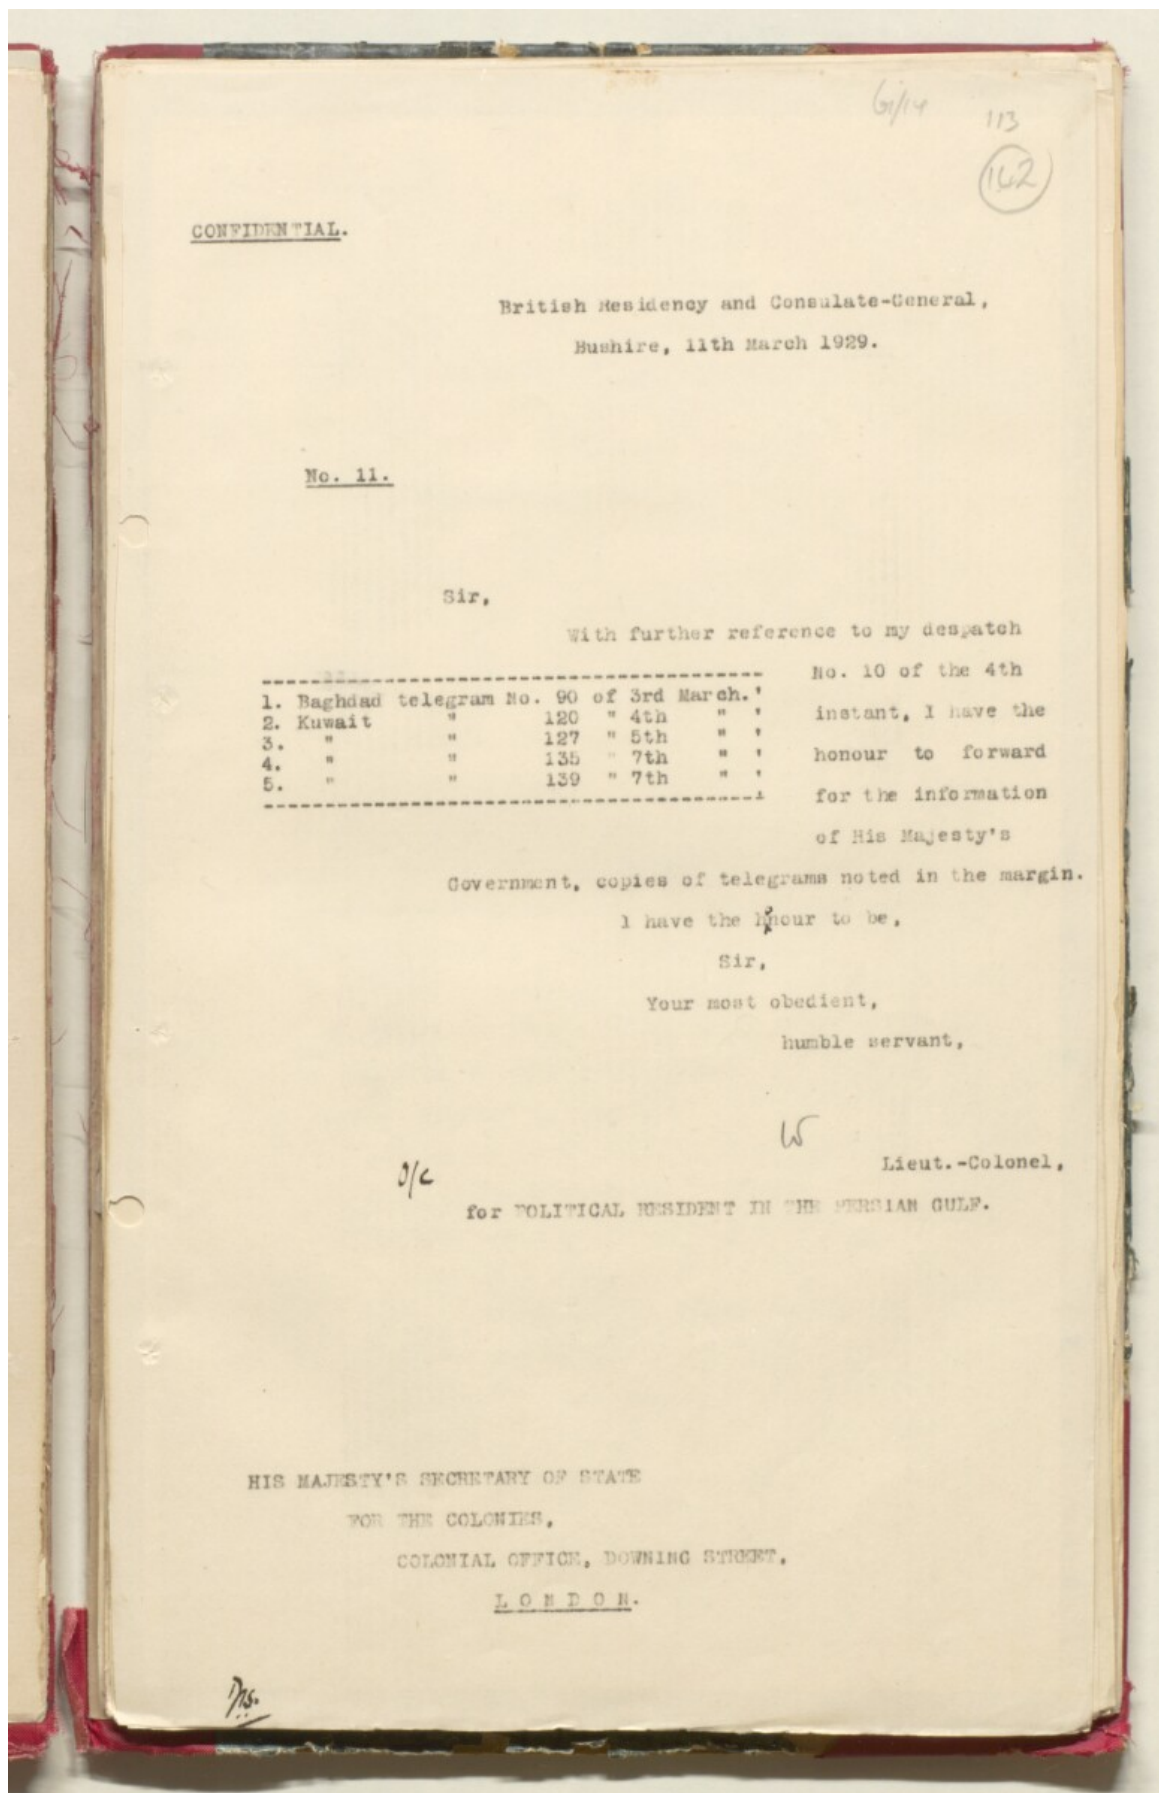 6i/14
113
142
CONFIDENTIAL.
British Residency and Consulate-General,
Bushire, 11th March 1929.
No. 11.
Sir,
With further reference to my despatch
No. 10 of the 4th
instant, I have the
honour to forward
for the information
of His Majesty's
1. Baghdad telegram No. 90 of 3rd March.'
2. Kuwait " 120 " 4th " '
3. " " 127 " 5th " '
4. " " 135 " 7th " '
5. " " 139 " 7th " '
Government, copies of telegrams noted in the margin.
I have the honour to be,
Sir,
Your most obedient,
humble servant,
Lieut.-Colonel,
O/C
for POLITICAL RESIDENT IN THE PERSIAN GULF.
HIS MAJESTY'S SECRETARY OF STATE
FOR THE COLONIES,
COLONIAL OFFICE, DOWNING STREET,
LONDON.